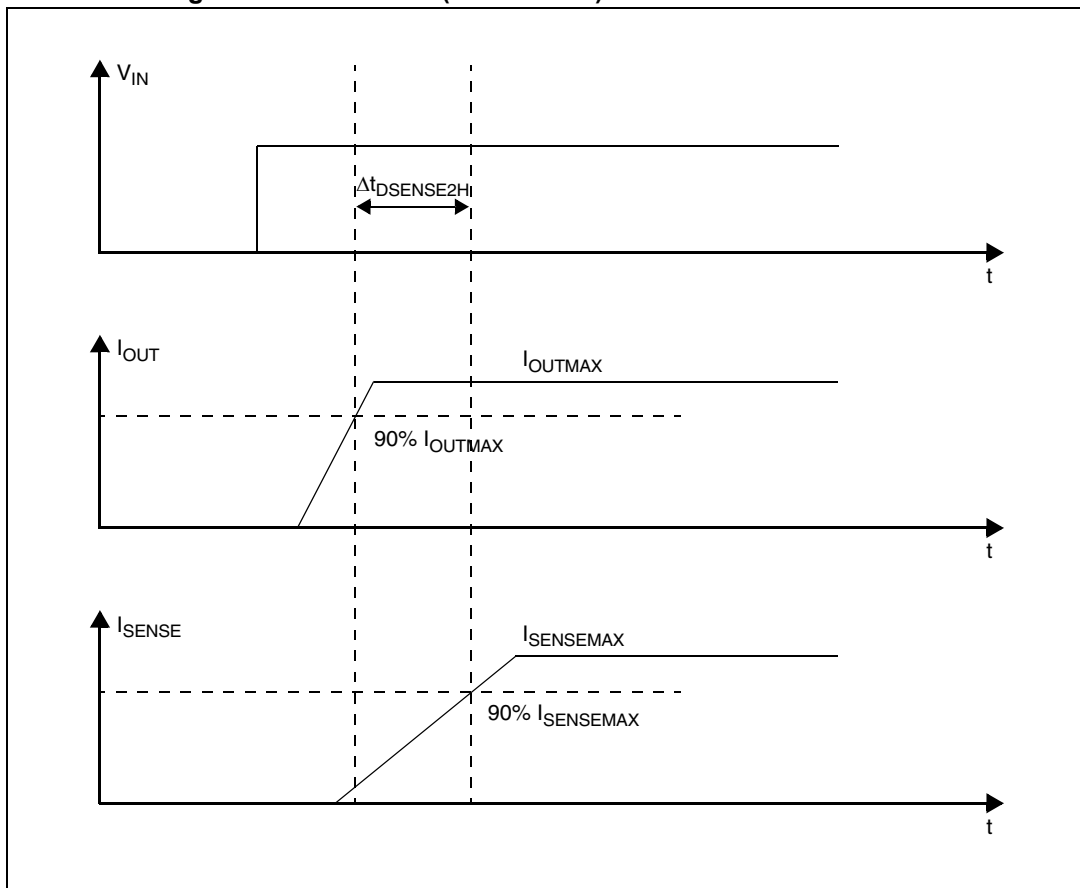 V_IN
Δt_DSENSE2H
t
I_OUT
I_OUTMAX
90% I_OUTMAX
t
I_SENSE
I_SENSEMAX
90% I_SENSEMAX
t